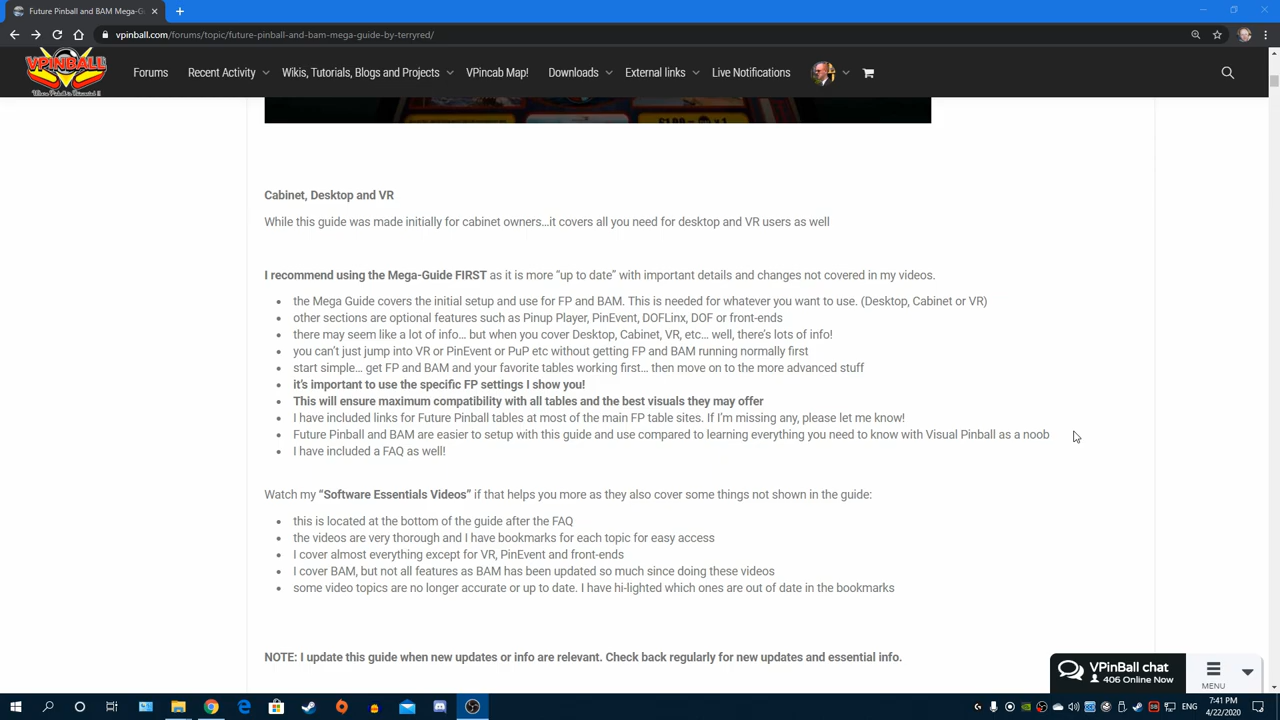 Future Pinball and BAM Mega-G
vpinball.com/forums/topic/future-pinball-and-bam-mega-guide-by-terryred/
VPINBALL
Forums Recent Activity Wikis, Tutorials, Blogs and Projects VPincab Map! Downloads External links Live Notifications
Cabinet, Desktop and VR
While this guide was made initially for cabinet owners…it covers all you need for desktop and VR users as well
I recommend using the Mega-Guide FIRST as it is more “up to date” with important details and changes not covered in my videos.
the Mega Guide covers the initial setup and use for FP and BAM. This is needed for whatever you want to use. (Desktop, Cabinet or VR)
other sections are optional features such as Pinup Player, PinEvent, DOFLinx, DOF or front-ends
there may seem like a lot of info… but when you cover Desktop, Cabinet, VR, etc… well, there’s lots of info!
you can’t just jump into VR or PinEvent or PuP etc without getting FP and BAM running normally first
start simple… get FP and BAM and your favorite tables working first… then move on to the more advanced stuff
it’s important to use the specific FP settings I show you!
This will ensure maximum compatibility with all tables and the best visuals they may offer
I have included links for Future Pinball tables at most of the main FP table sites. If I’m missing any, please let me know!
Future Pinball and BAM are easier to setup with this guide and use compared to learning everything you need to know with Visual Pinball as a noob
I have included a FAQ as well!
Watch my “Software Essentials Videos” if that helps you more as they also cover some things not shown in the guide:
this is located at the bottom of the guide after the FAQ
the videos are very thorough and I have bookmarks for each topic for easy access
I cover almost everything except for VR, PinEvent and front-ends
I cover BAM, but not all features as BAM has been updated so much since doing these videos
some video topics are no longer accurate or up to date. I have hi-lighted which ones are out of date in the bookmarks
NOTE: I update this guide when new updates or info are relevant. Check back regularly for new updates and essential info.
VPinBall chat
406 Online Now
MENU
ENG
7:41 PM
4/22/2020